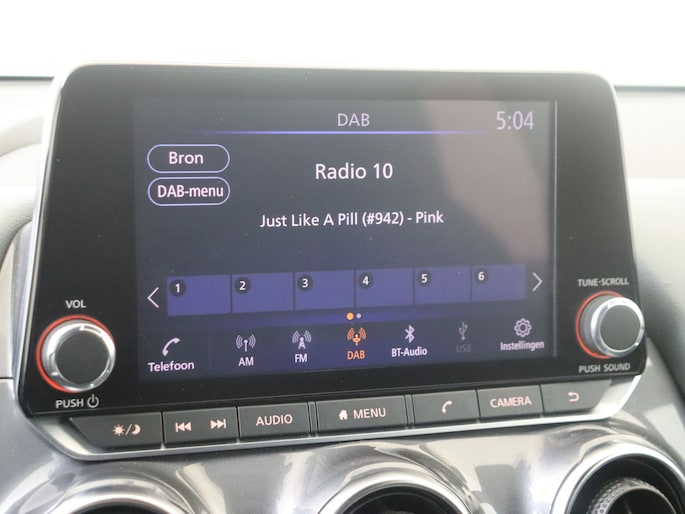 DAB
5:04
Bron
Radio 10
DAB-menu
Just Like A Pill (#942) - Pink
1 2 3 4 5 6
VOL
TUNE-SCROLL
Telefoon AM FM DAB BT-Audio USB Instellingen
PUSH
PUSH SOUND
AUDIO MENU CAMERA